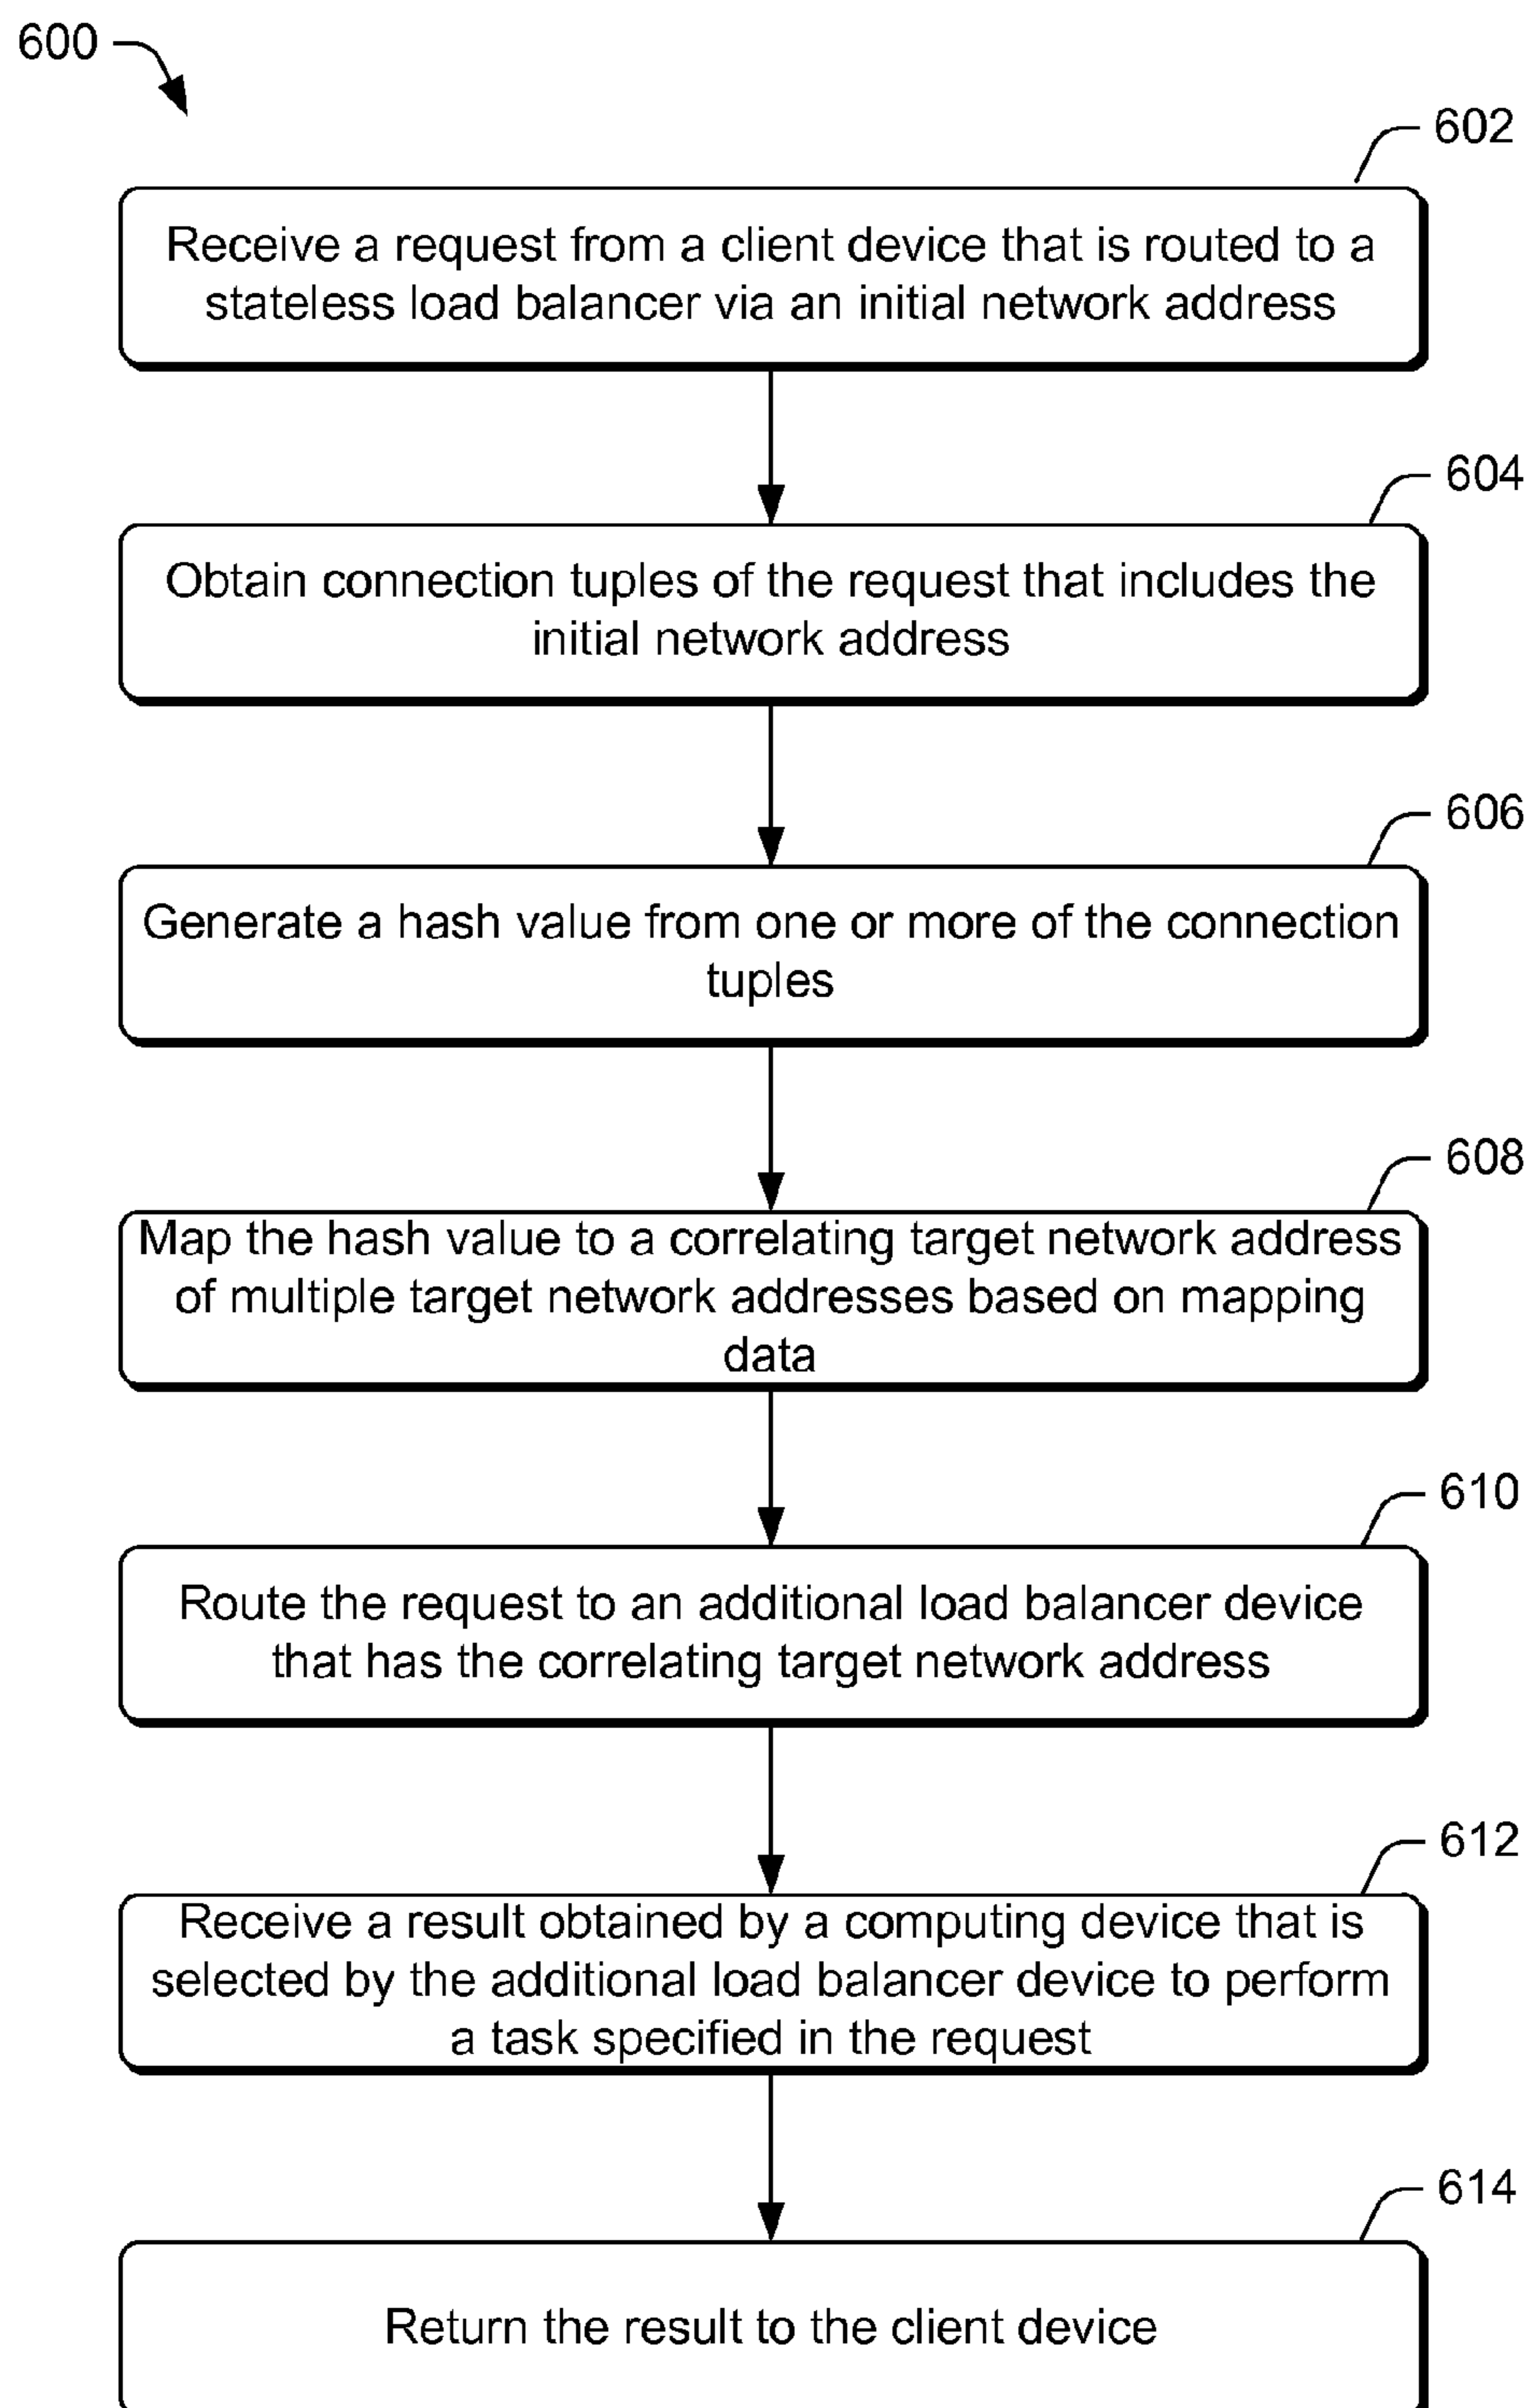 600
602
Receive a request from a client device that is routed to a
stateless load balancer via an initial network address
604
Obtain connection tuples of the request that includes the
initial network address
606
Generate a hash value from one or more of the connection
tuples
608
Map the hash value to a correlating target network address
of multiple target network addresses based on mapping
data
610
Route the request to an additional load balancer device
that has the correlating target network address
612
Receive a result obtained by a computing device that is
selected by the additional load balancer device to perform
a task specified in the request
614
Return the result to the client device